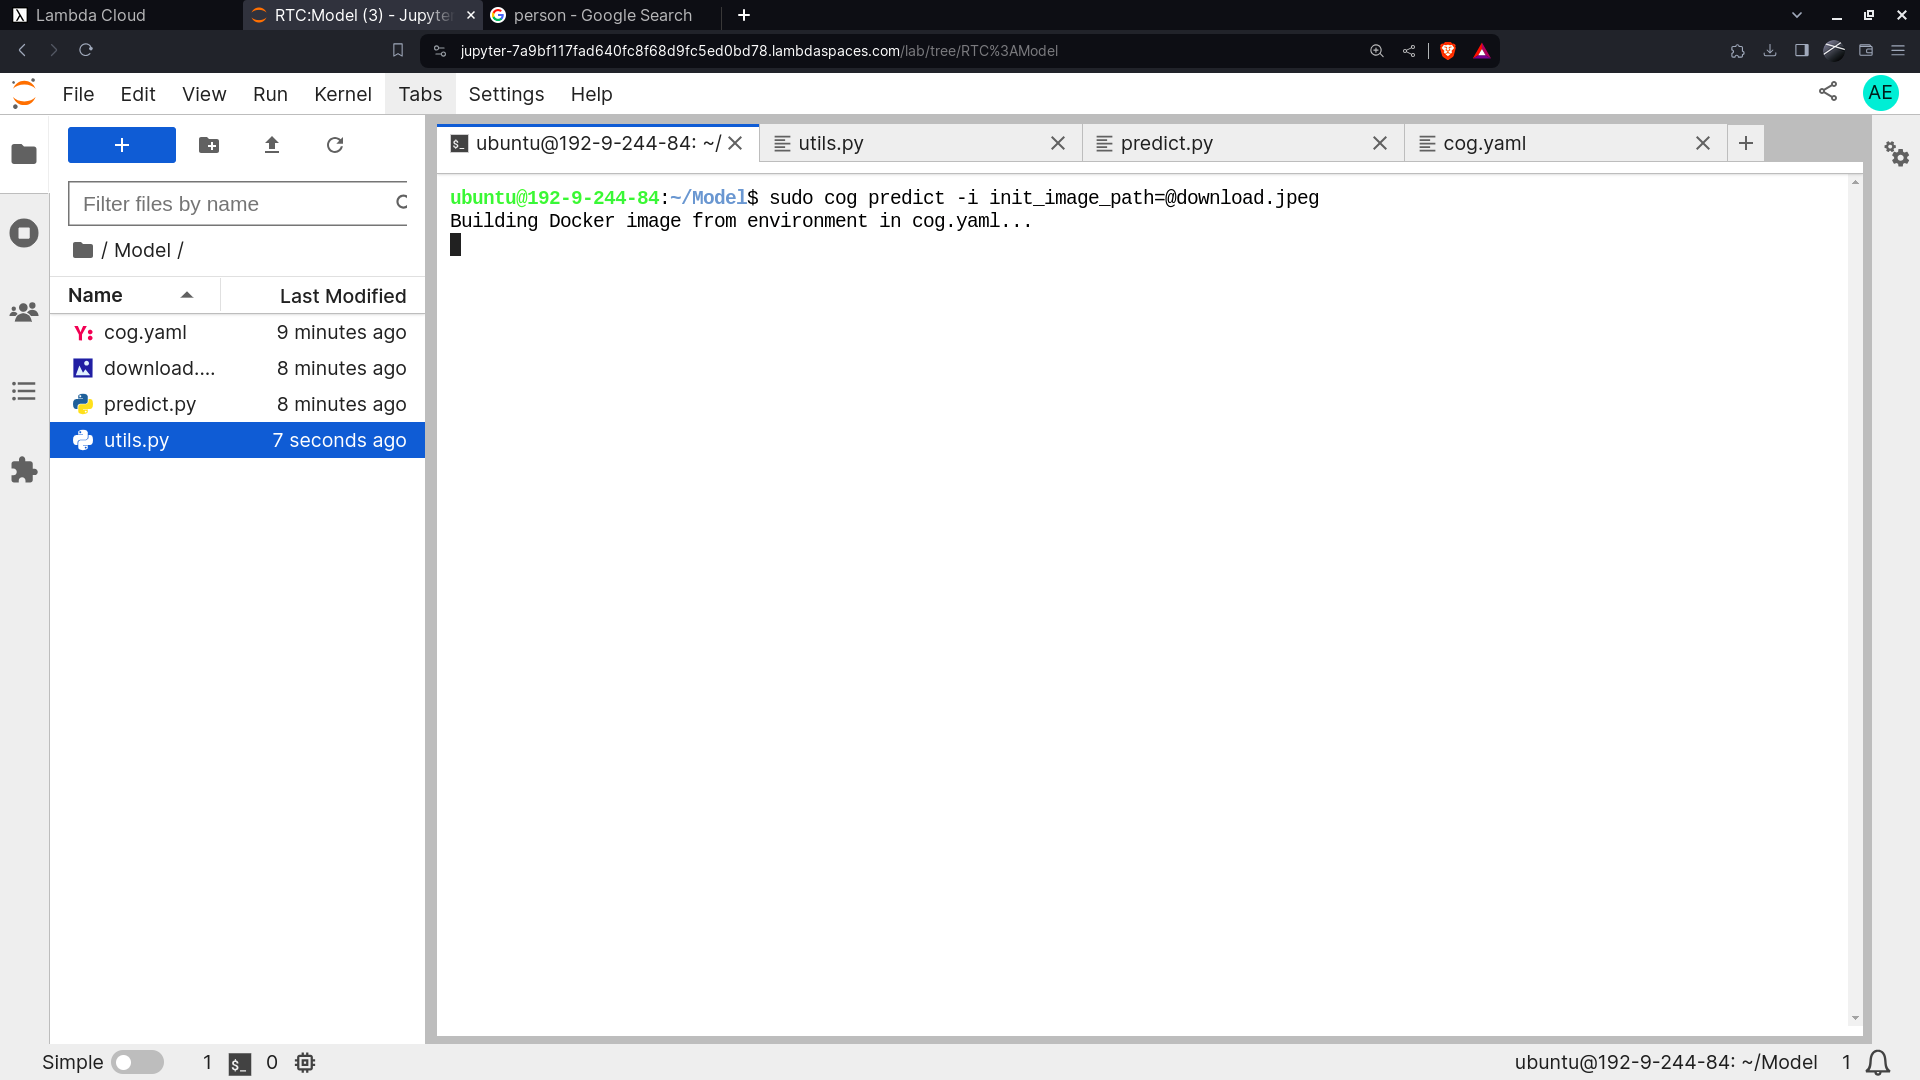 Lambda Cloud
RTC:Model (3) - Jupyte
person - Google Search
jupyter-7a9bf117fad640fc8f68d9fc5ed0bd78.lambdaspaces.com/lab/tree/RTC%3AModel
File Edit View Run Kernel Tabs Settings Help
AE
ubuntu@192-9-244-84: ~/
utils.py
predict.py
cog.yaml
Filter files by name
/ Model /
Name Last Modified
cog.yaml 9 minutes ago
download.... 8 minutes ago
predict.py 8 minutes ago
utils.py 7 seconds ago
ubuntu@192-9-244-84:~/Model$ sudo cog predict -i init_image_path=@download.jpeg
Building Docker image from environment in cog.yaml...
Simple 1 $_ 0 ubuntu@192-9-244-84: ~/Model 1